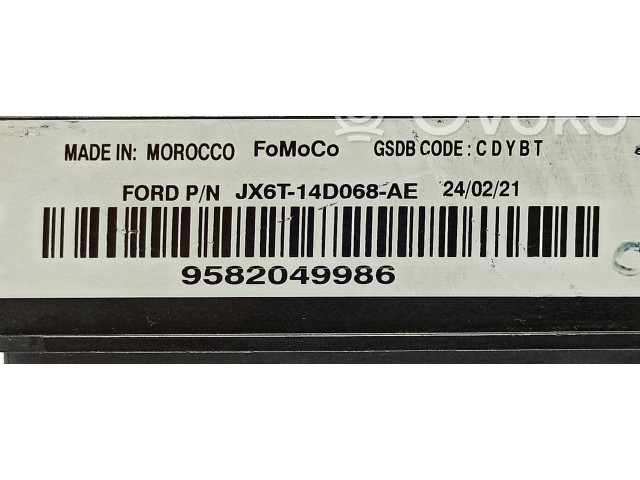 Ovoko
MADE IN: MOROCCO FoMoCo GSDB CODE: C D Y B T
FORD P/N JX6T-14D068-AE 24/02/21
9582049986